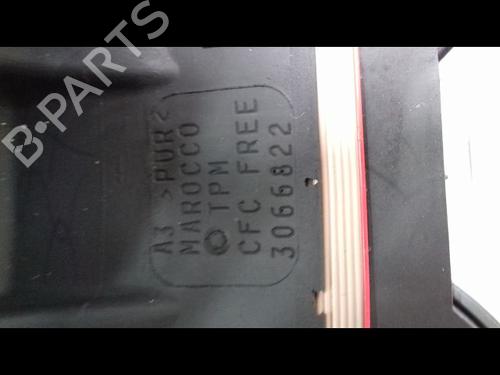 A3 >PUR<
MAROCCO
TPM
CFC FREE
3066822
B-PARTS